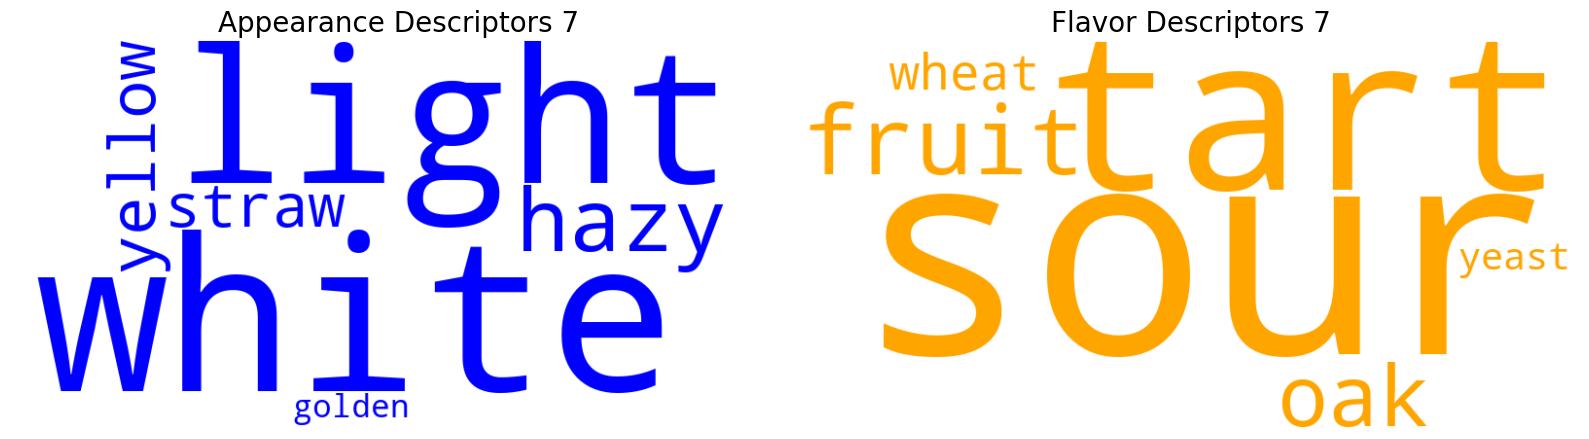 Appearance Descriptors 7
yellow
light
straw
hazy
white
golden
Flavor Descriptors 7
wheat
tart
fruit
sour
yeast
oak